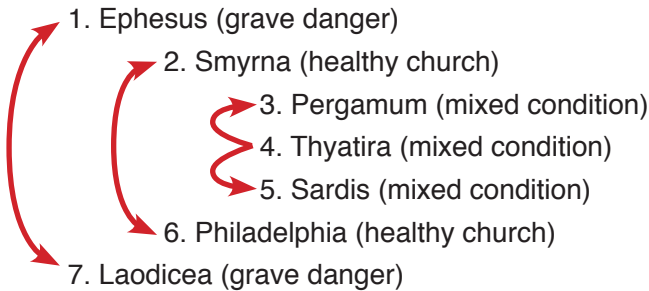 1. Ephesus (grave danger)
2. Smyrna (healthy church)
3. Pergamum (mixed condition)
4. Thyatira (mixed condition)
5. Sardis (mixed condition)
6. Philadelphia (healthy church)
7. Laodicea (grave danger)